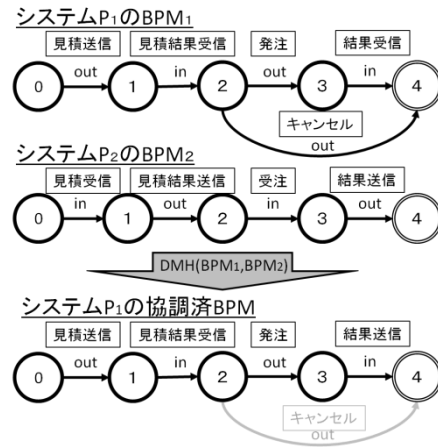 システムP₁のBPM₁
見積送信 見積結果受信 発注 結果受信
out in out in
0 1 2 3 4
キャンセル
out
システムP₂のBPM₂
見積受信 見積結果送信 受注 結果送信
in out in out
0 1 2 3 4
DMH(BPM₁,BPM₂)
システムP₁の協調済BPM
見積送信 見積結果受信 発注 結果送信
out in out in
0 1 2 3 4
キャンセル
out